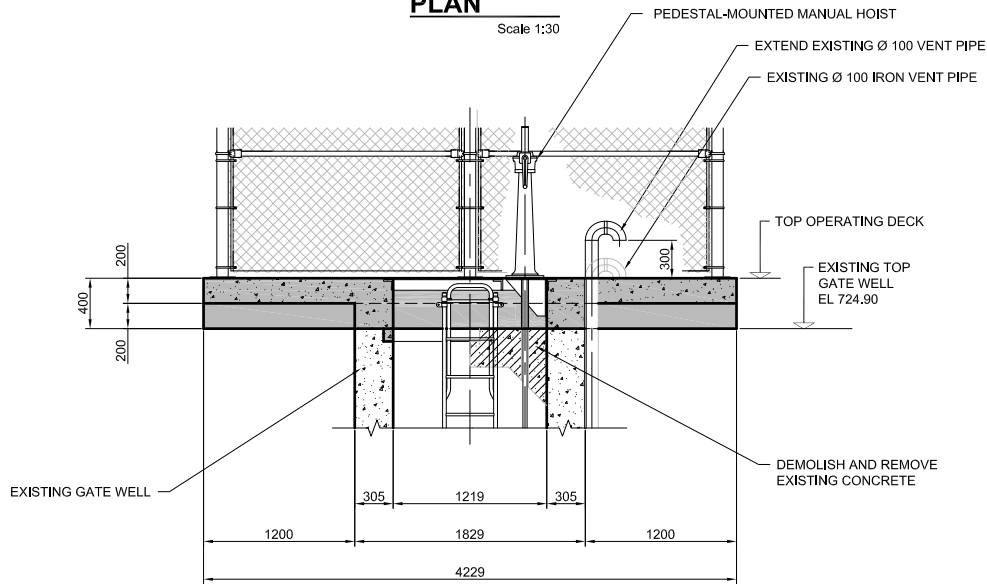 PLAN
Scale 1:30
PEDESTAL-MOUNTED MANUAL HOIST
EXTEND EXISTING Ø 100 VENT PIPE
EXISTING Ø 100 IRON VENT PIPE
TOP OPERATING DECK
EXISTING TOP
GATE WELL
EL 724.90
200
400
200
300
EXISTING GATE WELL
DEMOLISH AND REMOVE
EXISTING CONCRETE
305
1219
305
1200
1829
1200
4229